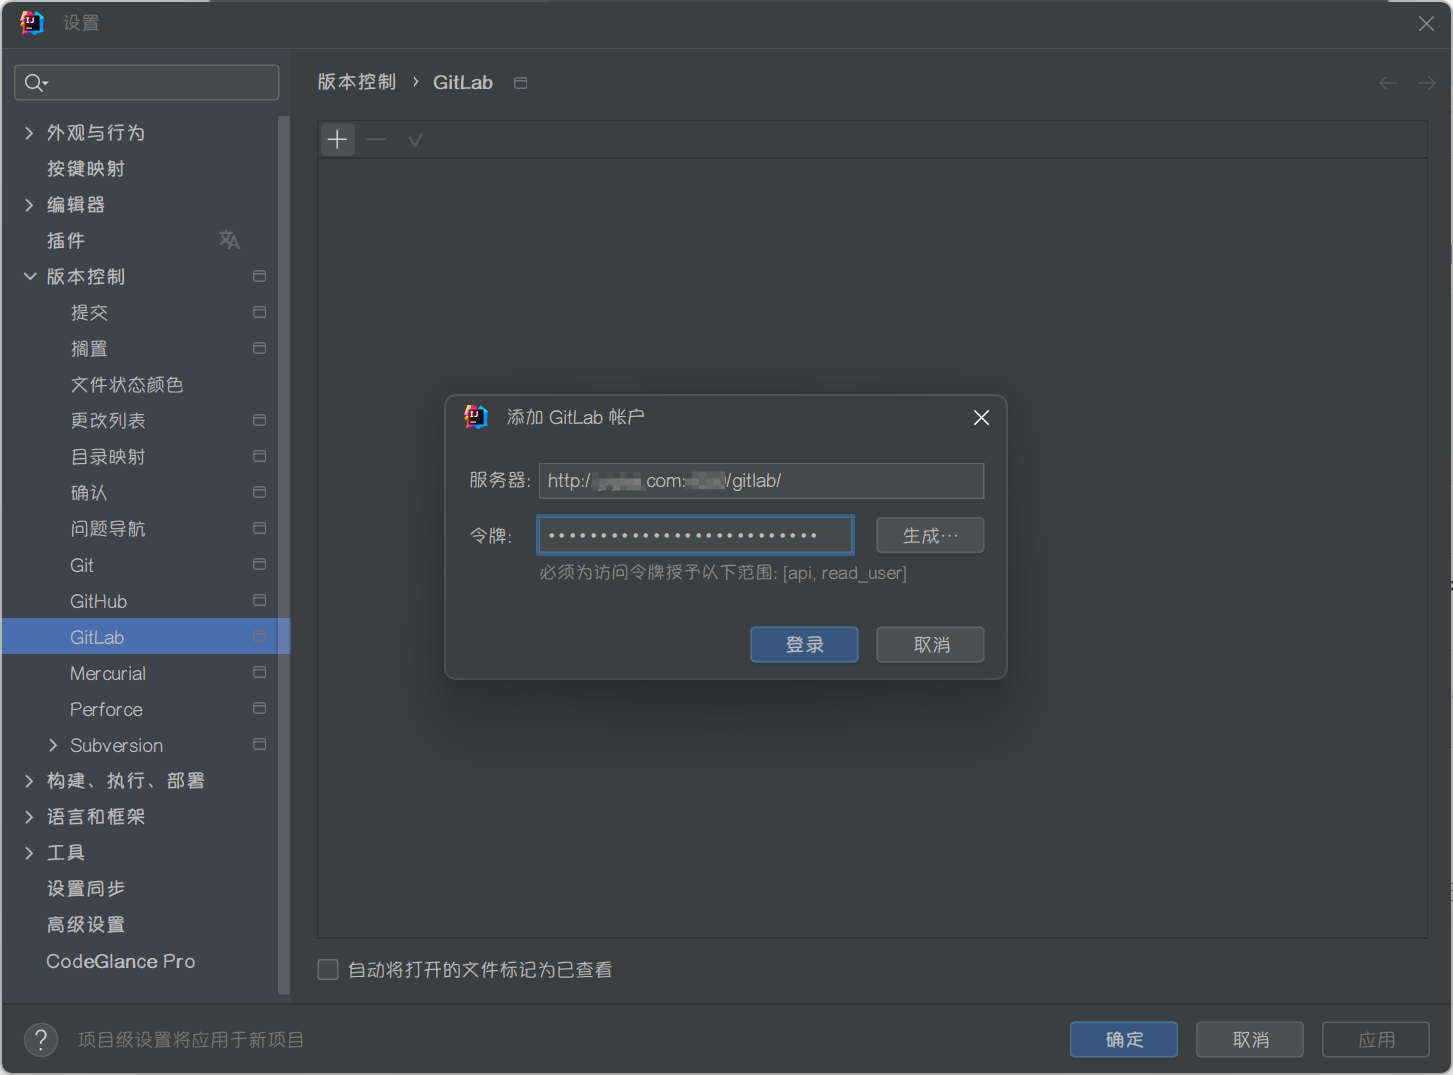 设置
版本控制 › GitLab
外观与行为
按键映射
编辑器
插件
版本控制
提交
搁置
文件状态颜色
更改列表
目录映射
确认
问题导航
Git
GitHub
GitLab
Mercurial
Perforce
Subversion
构建、执行、部署
语言和框架
工具
设置同步
高级设置
CodeGlance Pro
添加 GitLab 帐户
服务器: http:/ .com: /gitlab/
令牌: •••••••••••••••••••••••••• 生成…
必须为访问令牌授予以下范围: [api, read_user]
登录 取消
自动将打开的文件标记为已查看
? 项目级设置将应用于新项目
确定 取消 应用